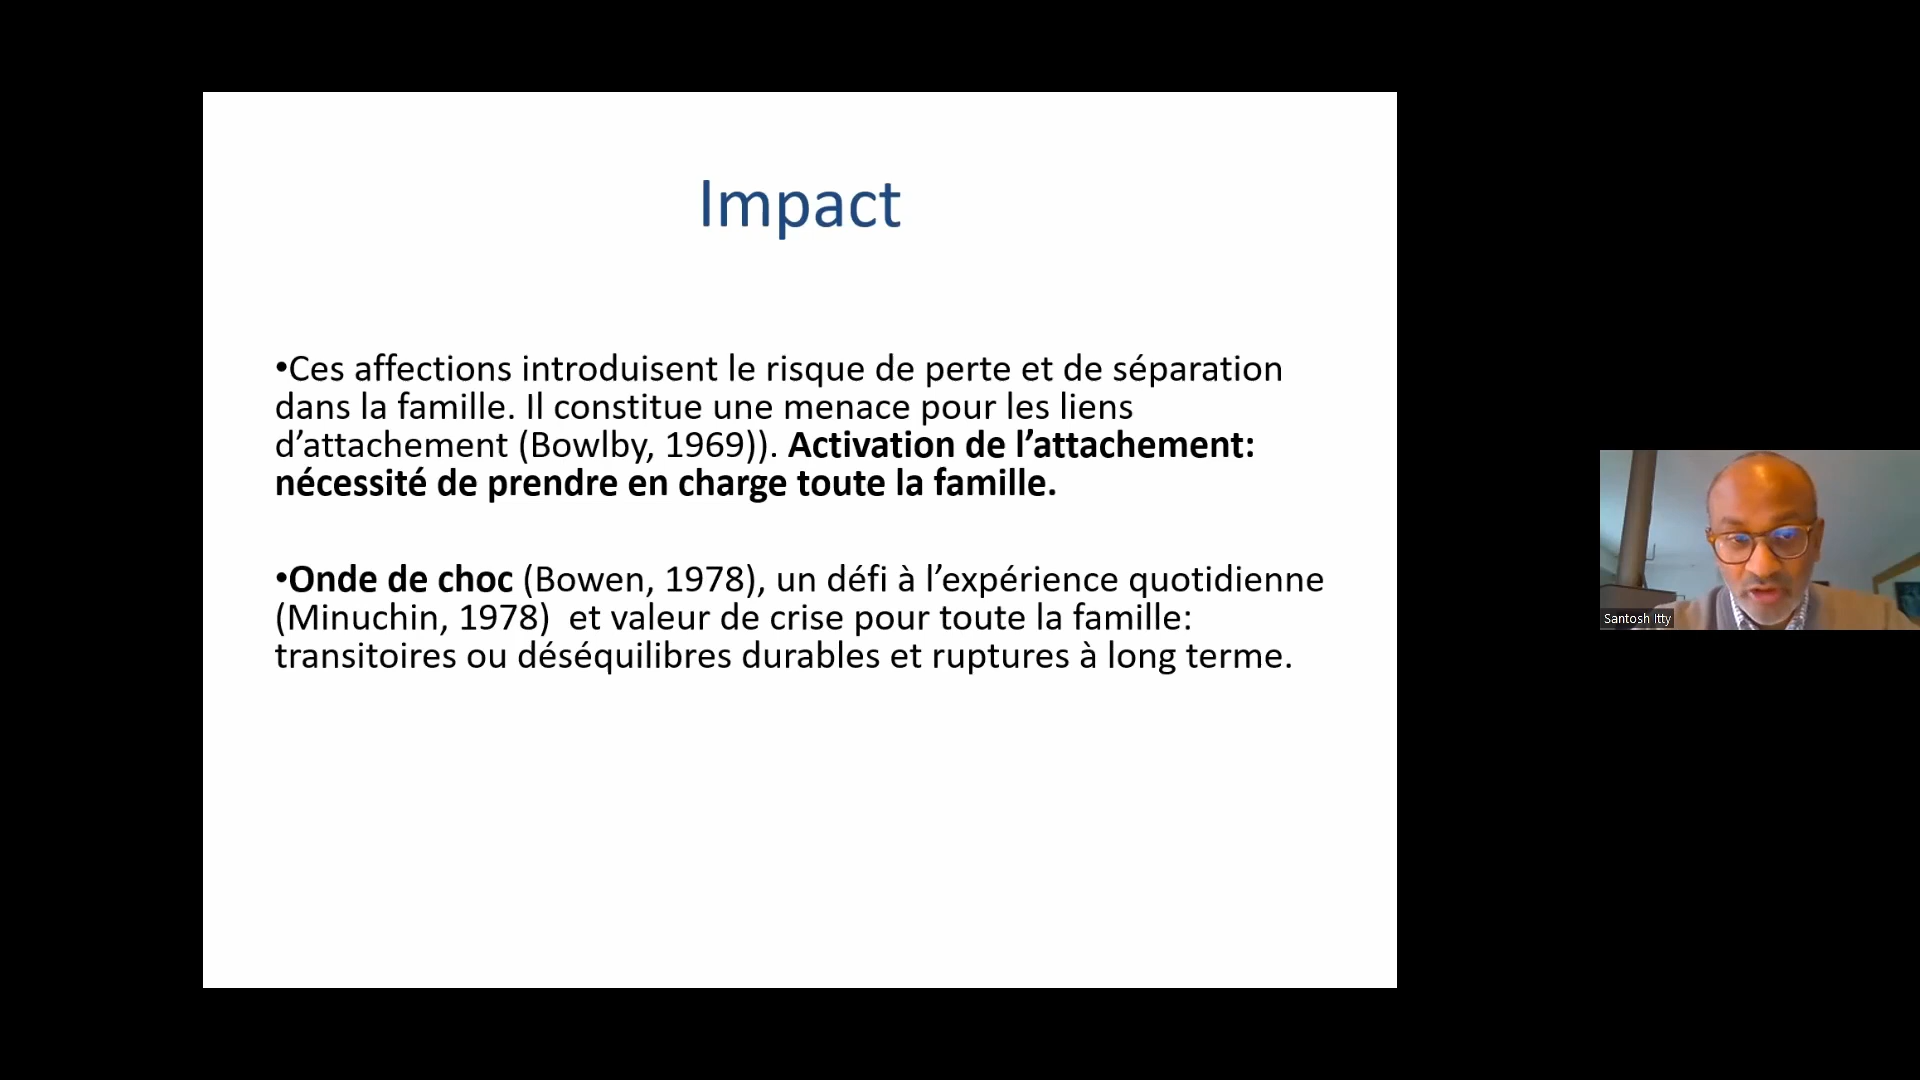 Impact
•Ces affections introduisent le risque de perte et de séparation
dans la famille. Il constitue une menace pour les liens
d’attachement (Bowlby, 1969)). Activation de l’attachement:
nécessité de prendre en charge toute la famille.
•Onde de choc (Bowen, 1978), un défi à l’expérience quotidienne
(Minuchin, 1978)  et valeur de crise pour toute la famille:
transitoires ou déséquilibres durables et ruptures à long terme.
Santosh Itty